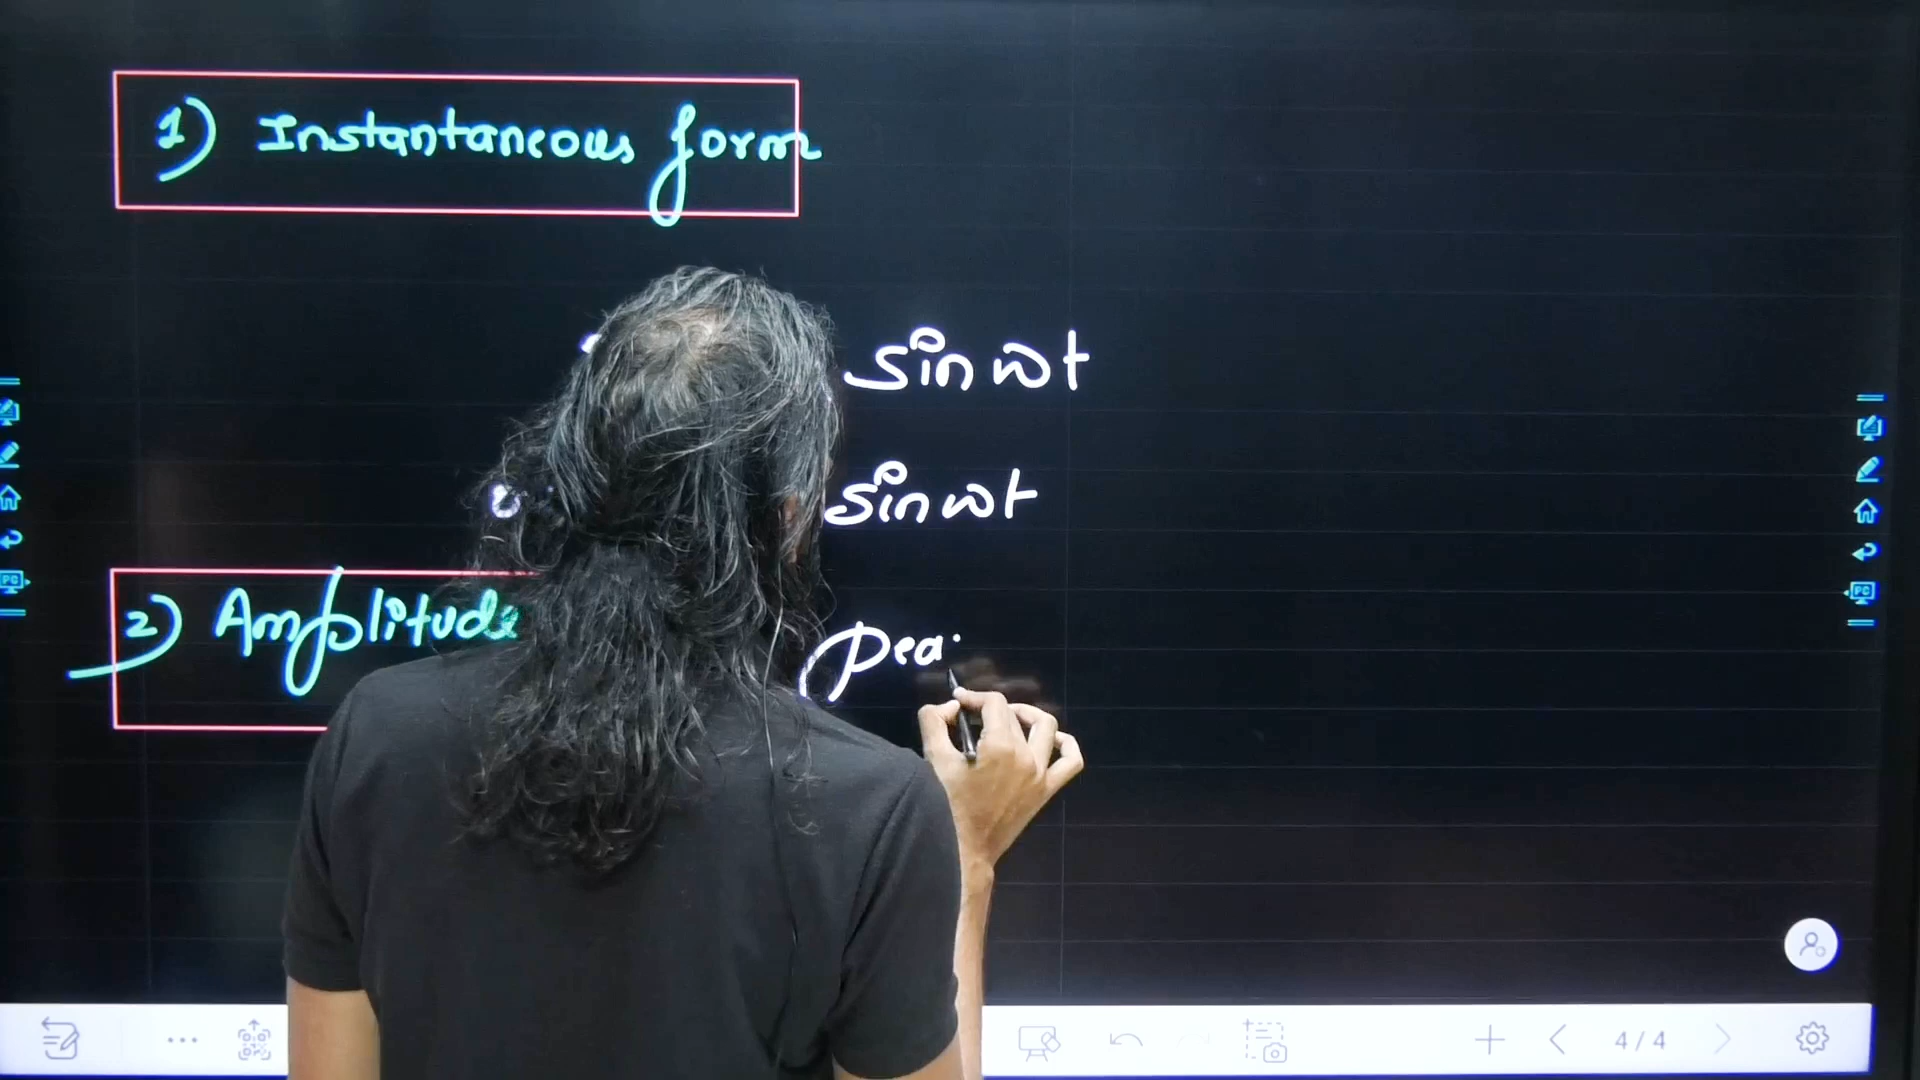 1) Instantaneous form
sin ωt
sin ωt
2) Amplitude
pea
4/4